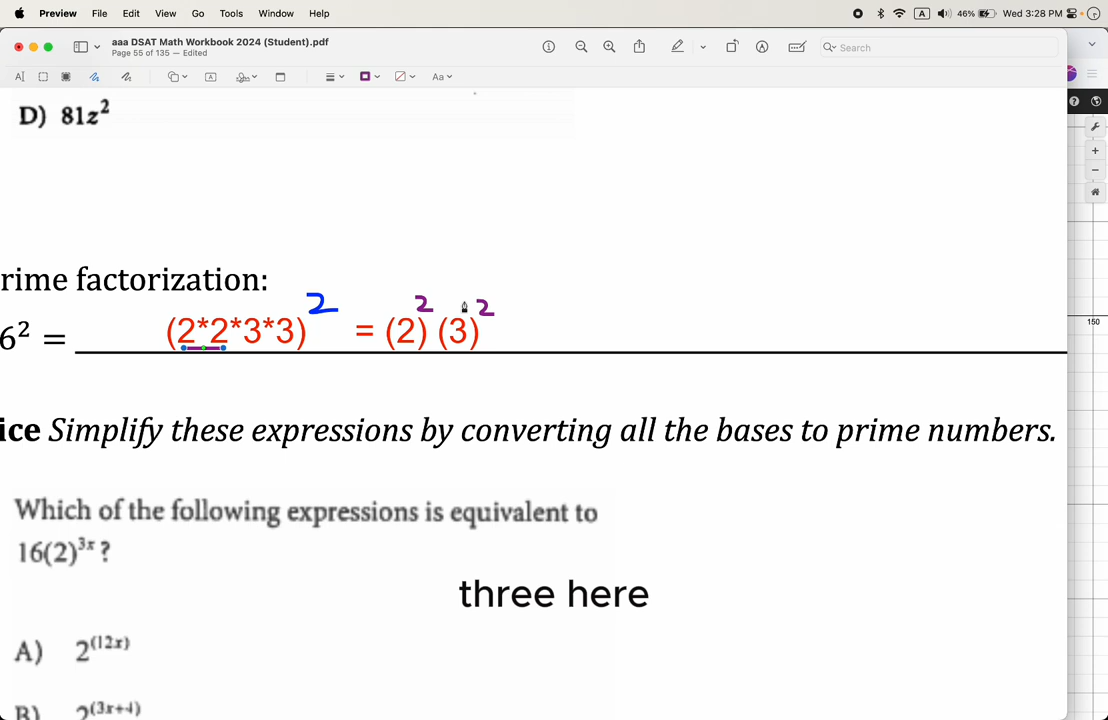 Preview File Edit View Go Tools Window Help 46% Wed 3:28 PM
aaa DSAT Math Workbook 2024 (Student).pdf
Page 55 of 135 — Edited
Search
D) 81z²
rime factorization:
6² = (2*2*3*3)² = (2)² (3)²
150
ice Simplify these expressions by converting all the bases to prime numbers.
Which of the following expressions is equivalent to
16(2)³ˣ ?
three here
A) 2⁽¹²ˣ⁾
B) 2⁽³ˣ⁺⁴⁾